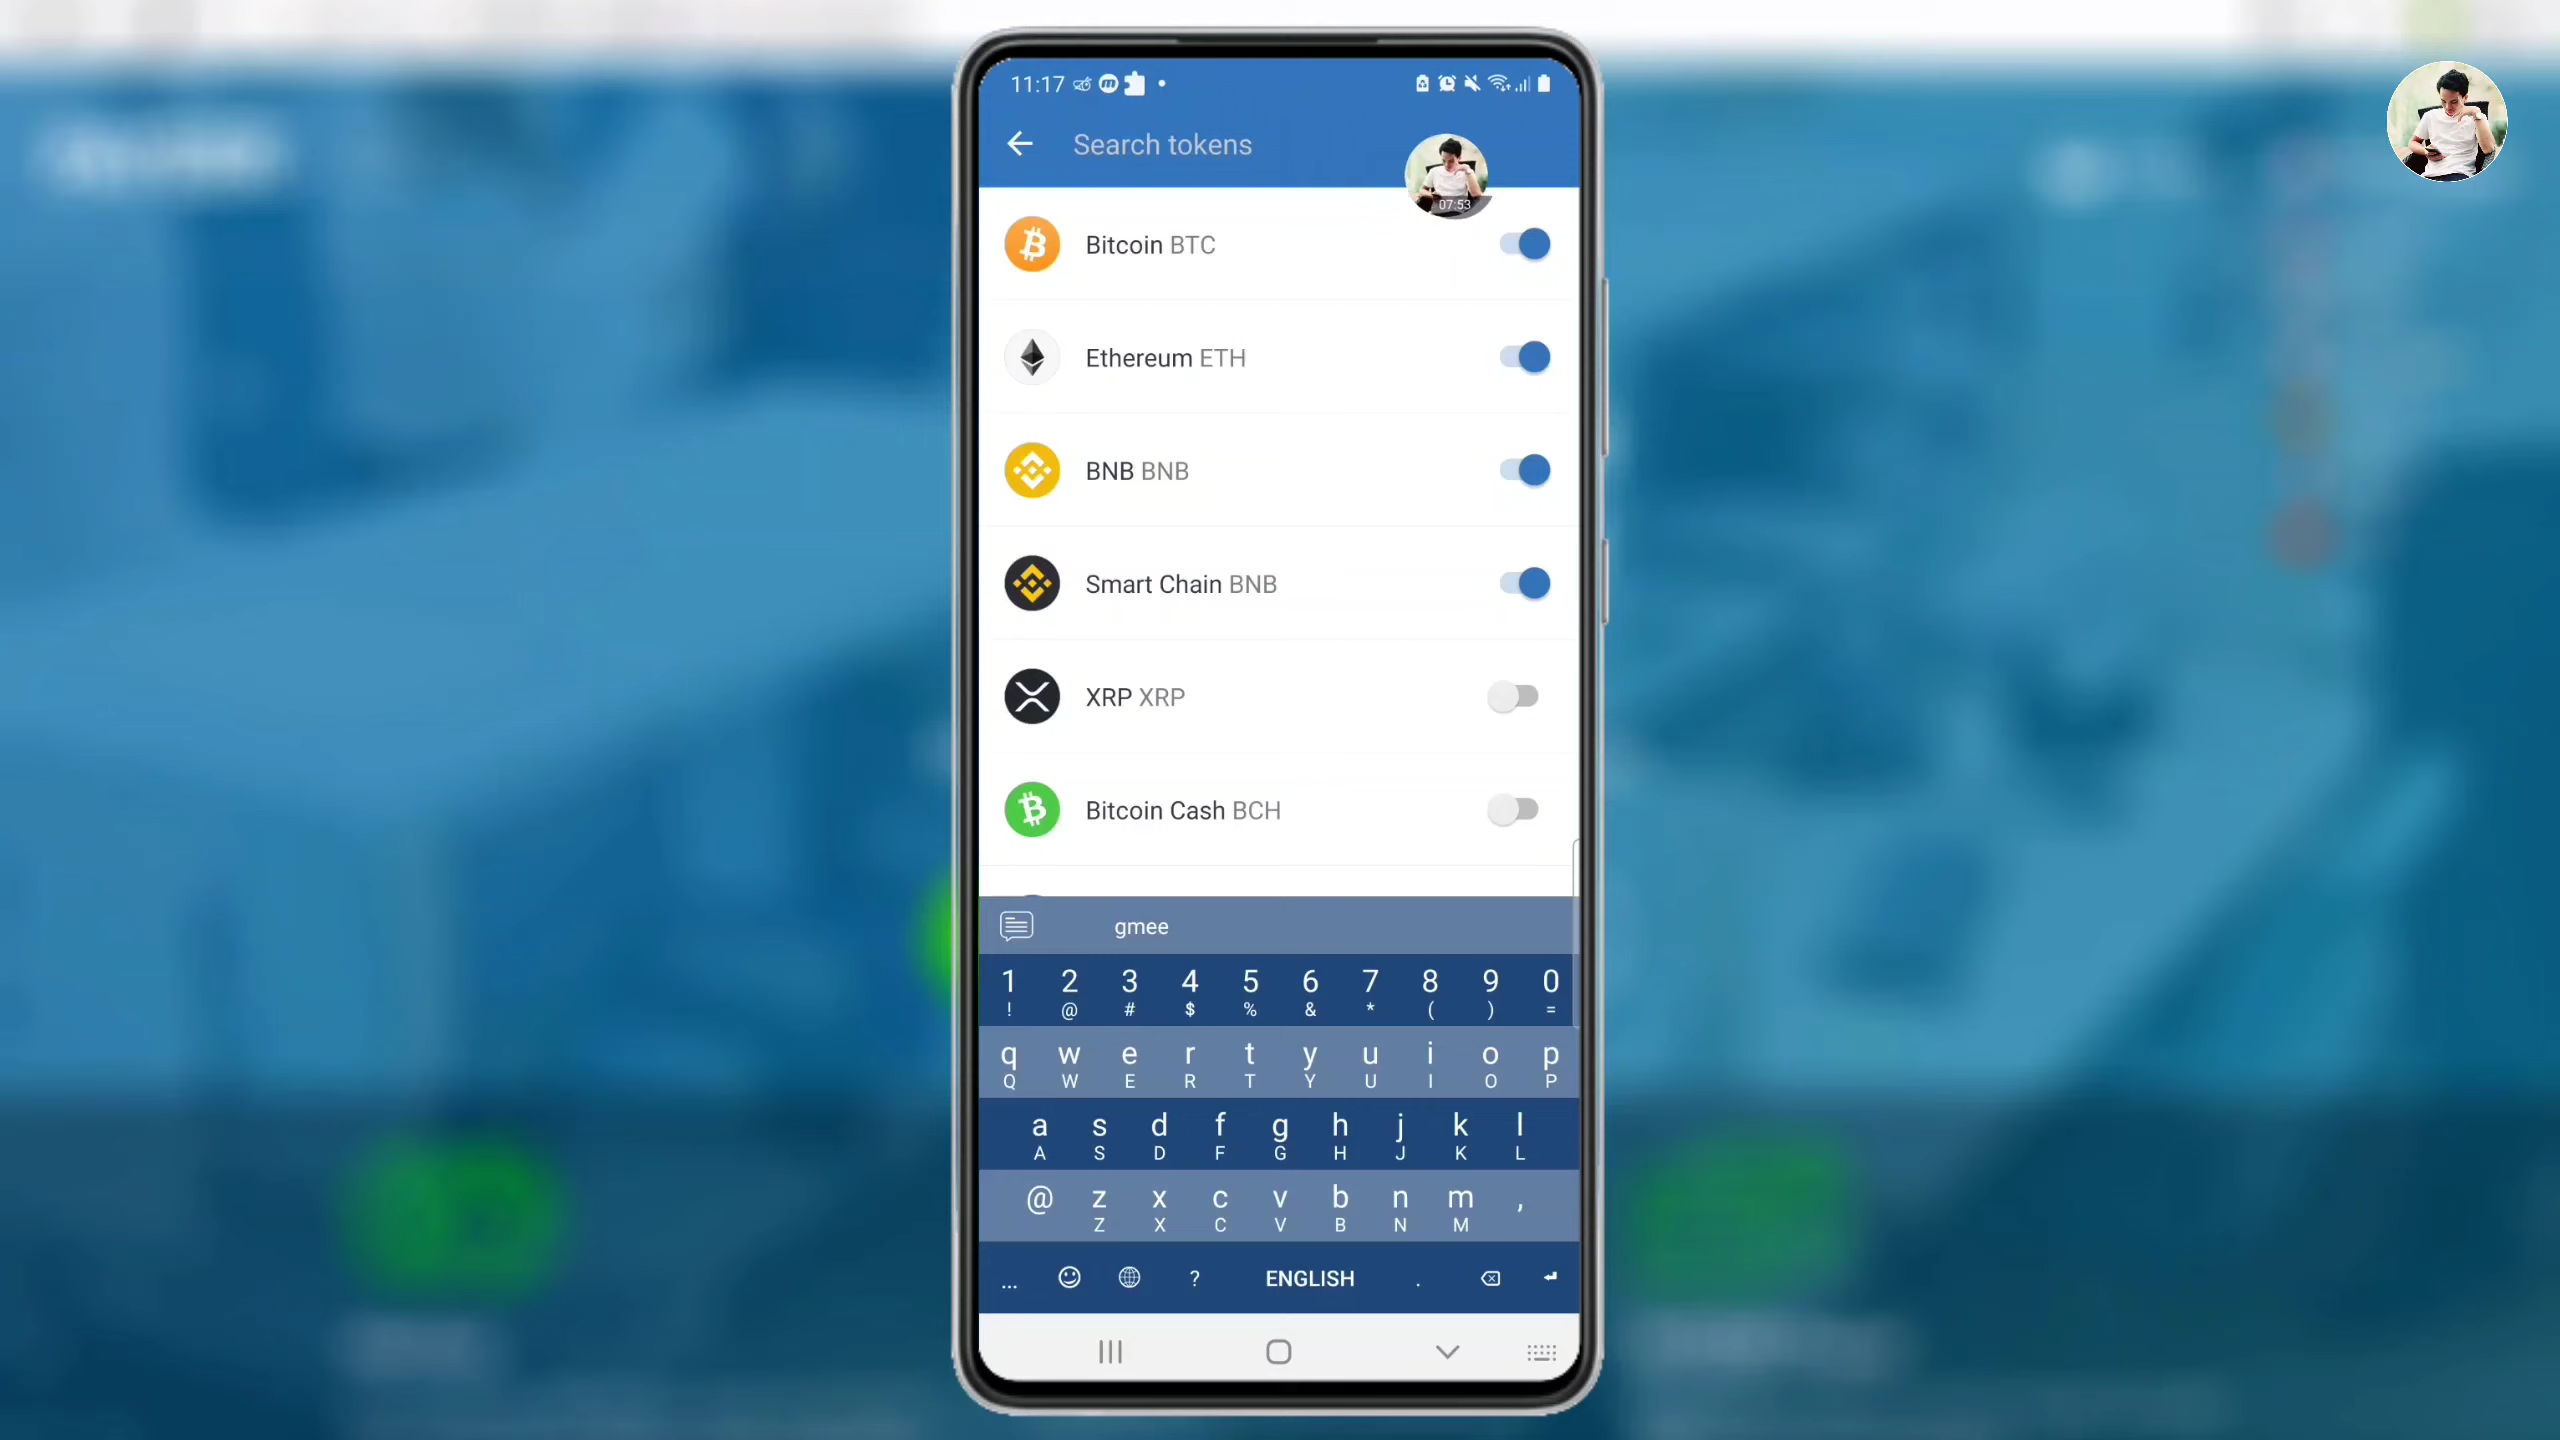 11:17
Search tokens
07:53
Bitcoin BTC
Ethereum ETH
BNB BNB
Smart Chain BNB
XRP XRP
Bitcoin Cash BCH
gmee
1 2 3 4 5 6 7 8 9 0
! @ # $ % & * ( ) =
q w e r t y u i o p
Q W E R T Y U I O P
a s d f g h j k l
A S D F G H J K L
@ z x c v b n m ,
Z X C V B N M
... ? ENGLISH .